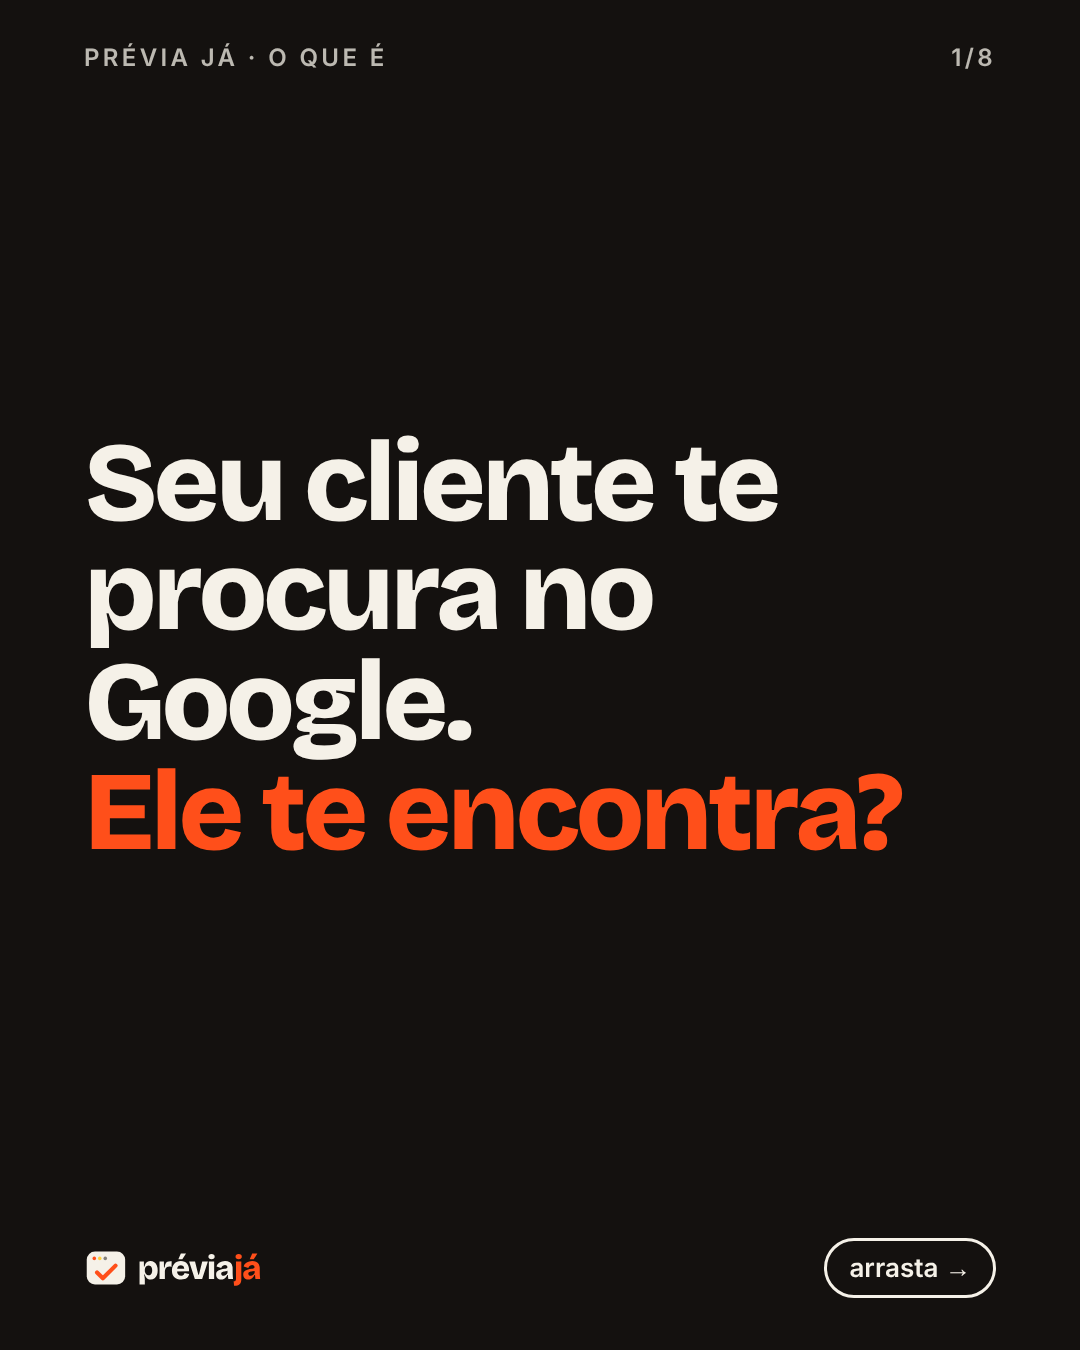 PRÉVIA JÁ · O QUE É
1/8
Seu cliente te
procura no
Google.
Ele te encontra?
préviajá
arrasta →